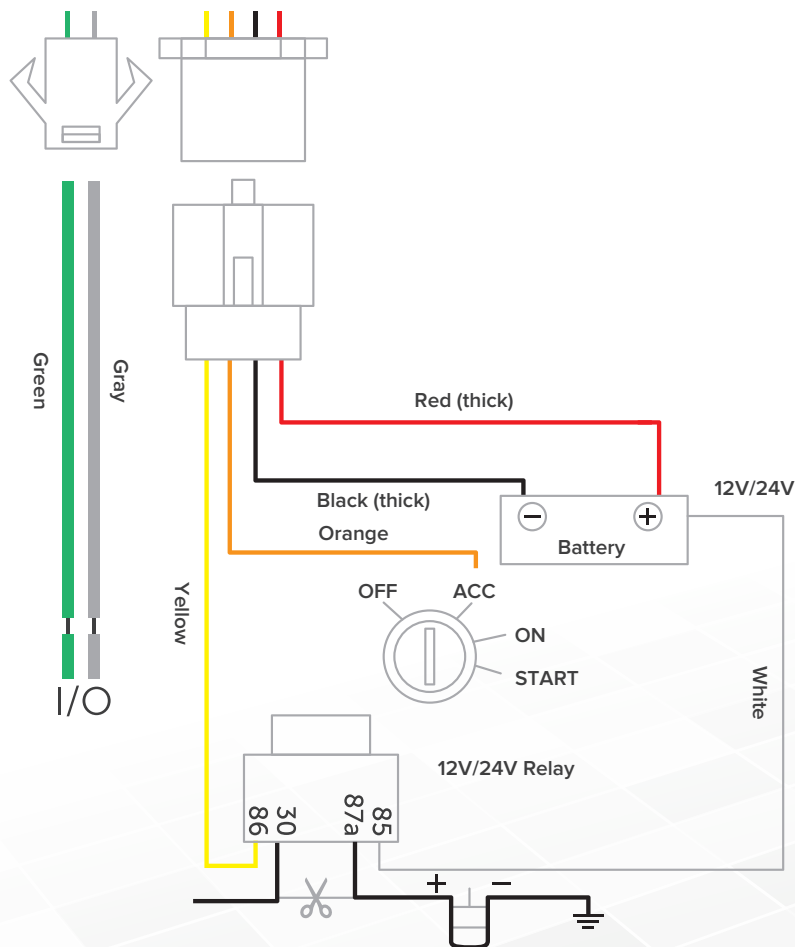 Green
Gray
Red (thick)
12V/24V
Black (thick)
− +
Battery
Orange
Yellow
OFF
ACC
ON
START
White
I/O
12V/24V Relay
86
30
87a
85
+ −